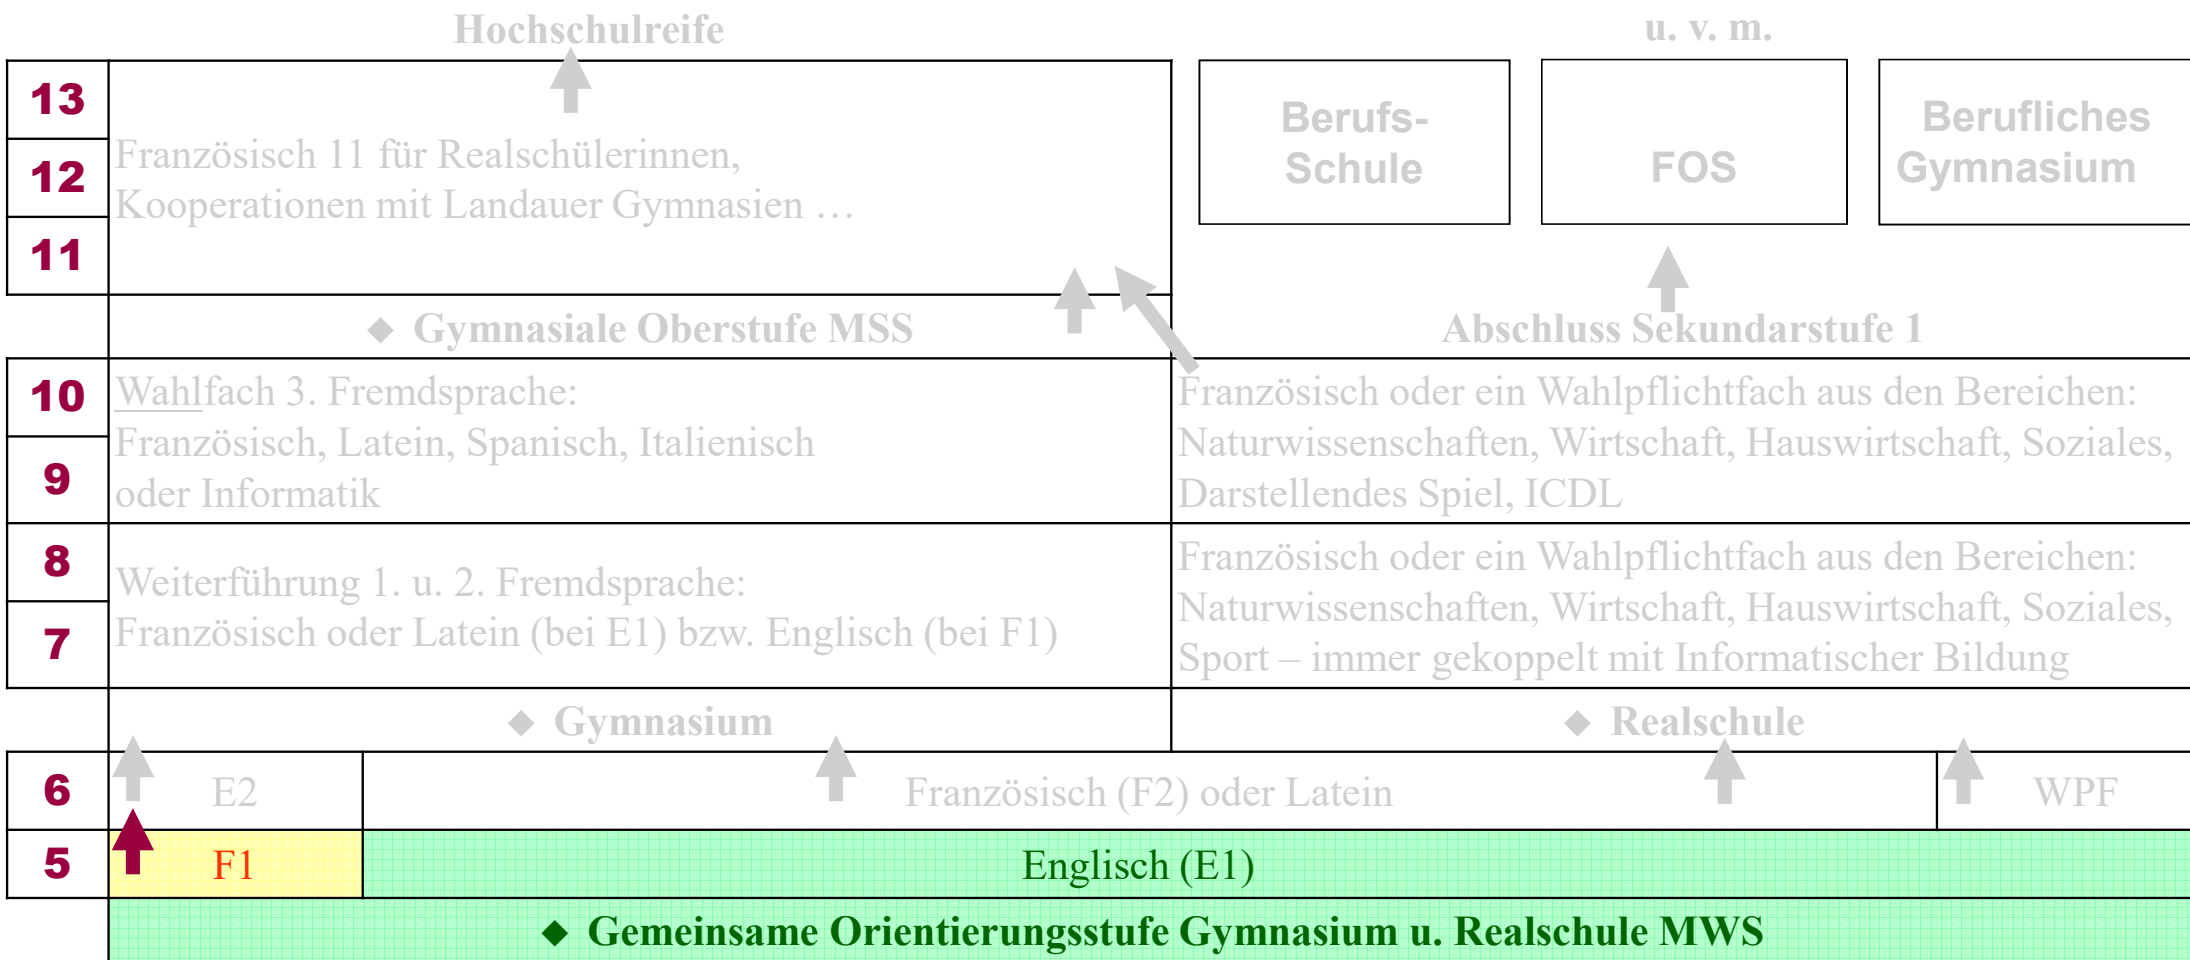 Hochschulreife
u. v. m.
13
12
11
Französisch 11 für Realschülerinnen,
Kooperationen mit Landauer Gymnasien …
Berufs-
Schule
FOS
Berufliches
Gymnasium
◆ Gymnasiale Oberstufe MSS
Abschluss Sekundarstufe 1
10
9
Wahlfach 3. Fremdsprache:
Französisch, Latein, Spanisch, Italienisch
oder Informatik
Französisch oder ein Wahlpflichtfach aus den Bereichen:
Naturwissenschaften, Wirtschaft, Hauswirtschaft, Soziales,
Darstellendes Spiel, ICDL
8
7
Weiterführung 1. u. 2. Fremdsprache:
Französisch oder Latein (bei E1) bzw. Englisch (bei F1)
Französisch oder ein Wahlpflichtfach aus den Bereichen:
Naturwissenschaften, Wirtschaft, Hauswirtschaft, Soziales,
Sport – immer gekoppelt mit Informatischer Bildung
◆ Gymnasium
◆ Realschule
6
E2
Französisch (F2) oder Latein
WPF
5
F1
Englisch (E1)
◆ Gemeinsame Orientierungsstufe Gymnasium u. Realschule MWS